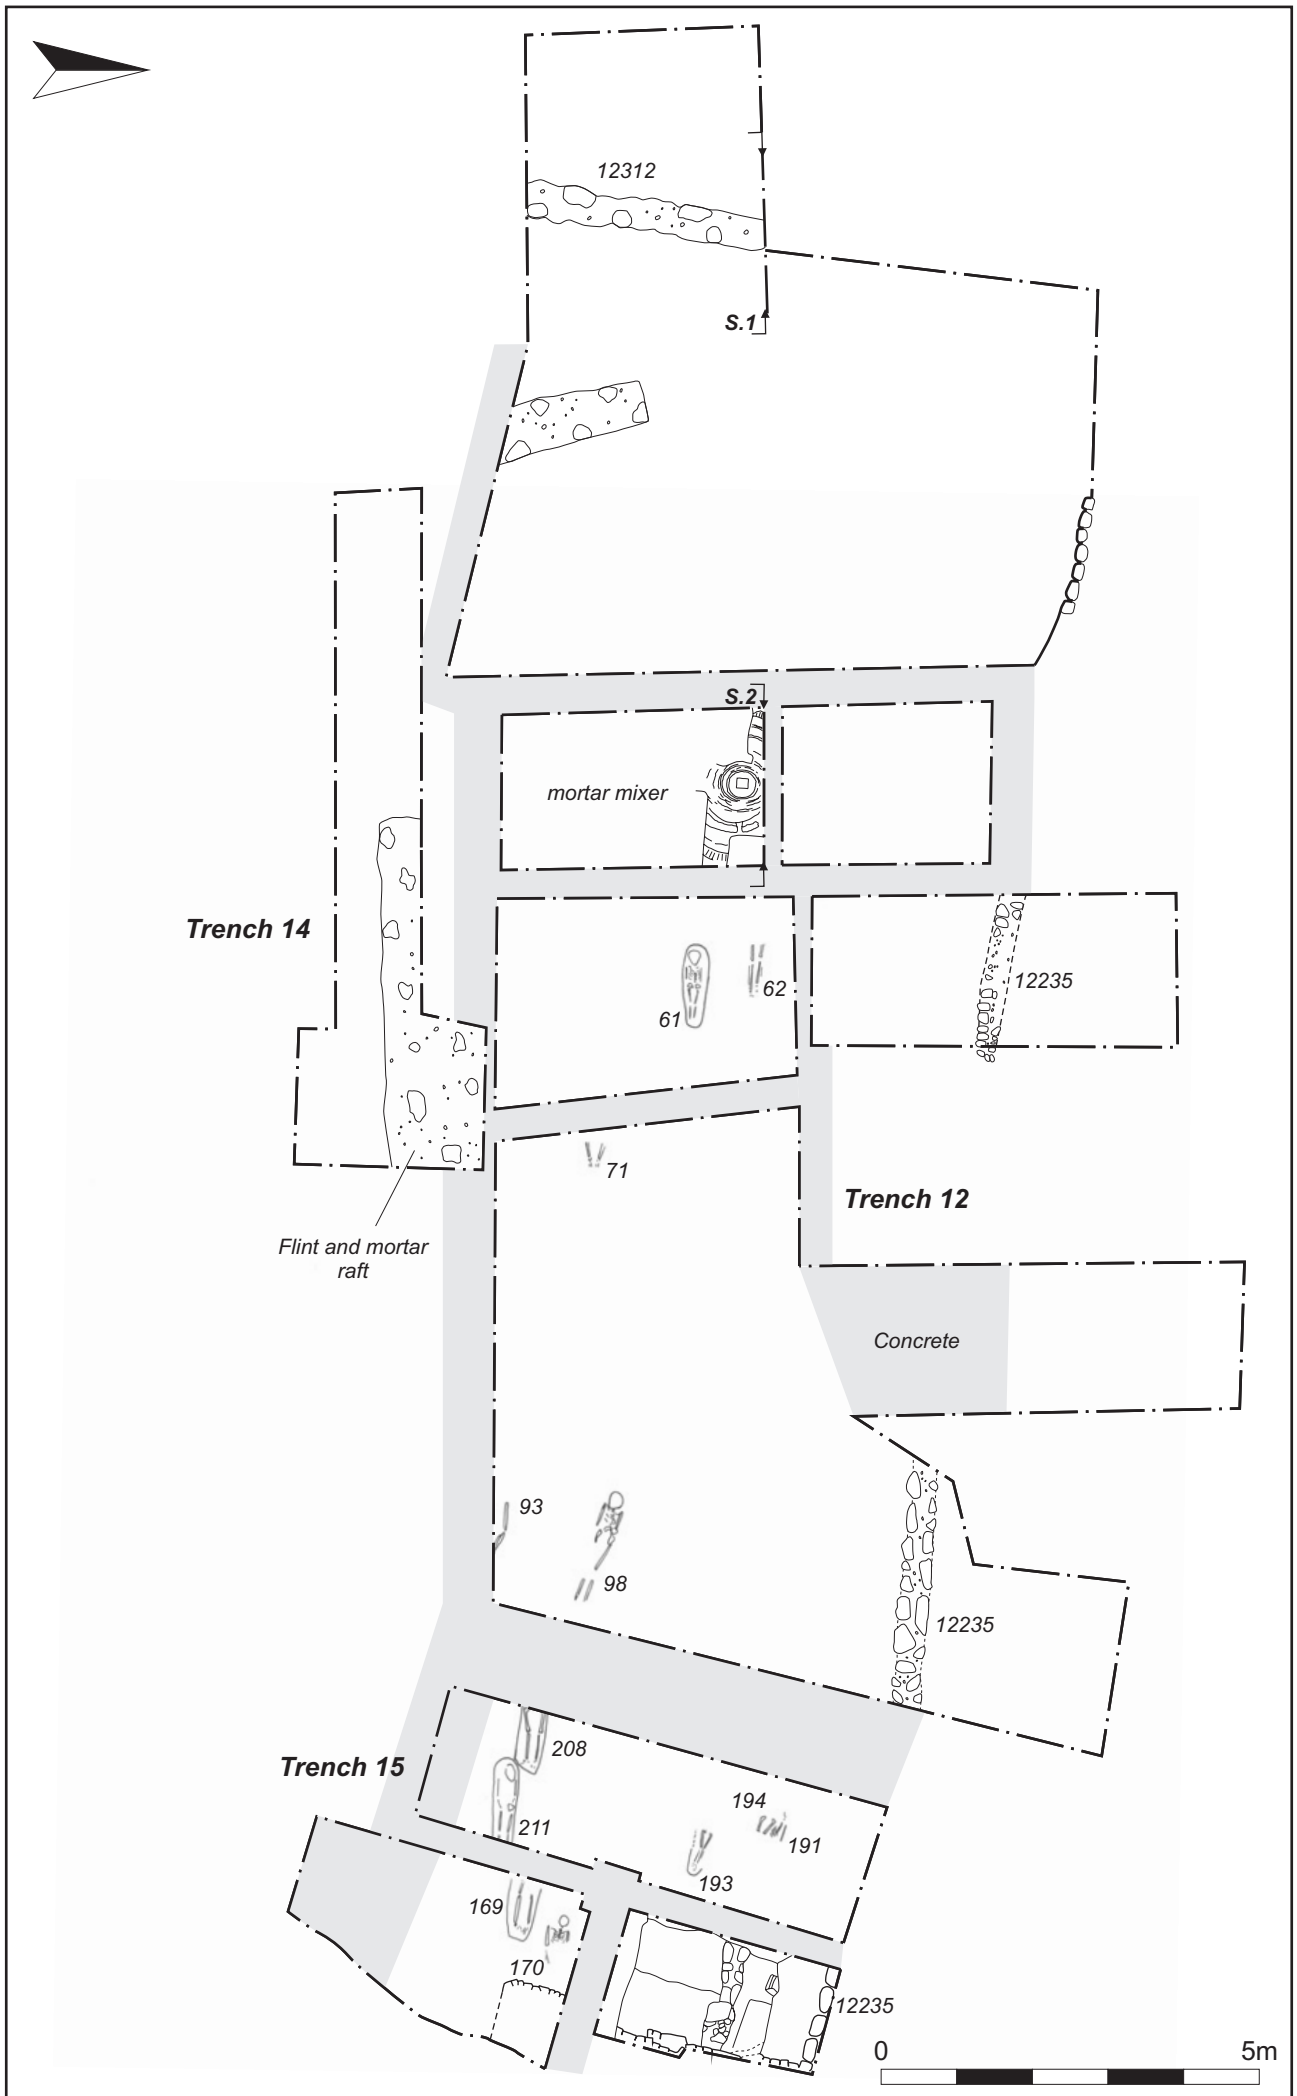 12312
S.1
S.2
mortar mixer
Trench 14
12235
62
61
71
Trench 12
Flint and mortar
raft
Concrete
93
98
12235
208
Trench 15
194
211
191
193
169
170
12235
0
5m